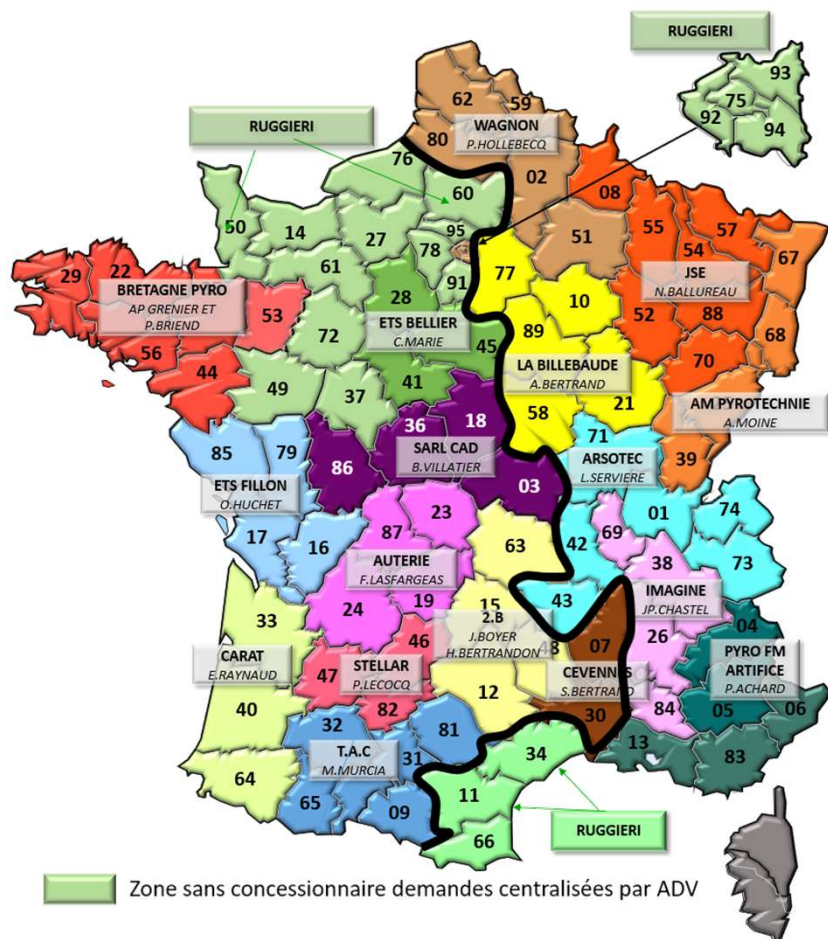 RUGGIERI
93
75
92
94
62
59
WAGNON
P.HOLLEBECQ
80
RUGGIERI
76
02
08
60
50
14
27
95
78
51
55
57
54
67
JSE
N.BALLUREAU
29
22
BRETAGNE PYRO
AP GRENIER ET
P.BRIEND
61
28
91
77
10
52
88
68
53
ETS BELLIER
C.MARIE
72
45
89
LA BILLEBAUDE
A.BERTRAND
70
56
44
49
37
41
58
21
AM PYROTECHNIE
A.MOINE
18
36
SARL CAD
B.VILLATIER
71
ARSOTEC
L.SERVIERE
39
85
79
86
ETS FILLON
O.HUCHET
03
01
74
17
16
23
87
63
42
69
73
AUTERIE
F.LASFARGEAS
38
IMAGINE
JP.CHASTEL
24
19
15
2.B
J.BOYER
H.BERTRANDON
43
48
07
26
04
33
46
CARAT
E.RAYNAUD
47
STELLAR
P.LECOCQ
82
CEVENNES
S.BERTRAND
PYRO FM
ARTIFICE
P.ACHARD
40
12
30
84
05
06
32
81
T.A.C
M.MURCIA
31
34
13
83
64
65
09
11
66
RUGGIERI
Zone sans concessionnaire demandes centralisées par ADV